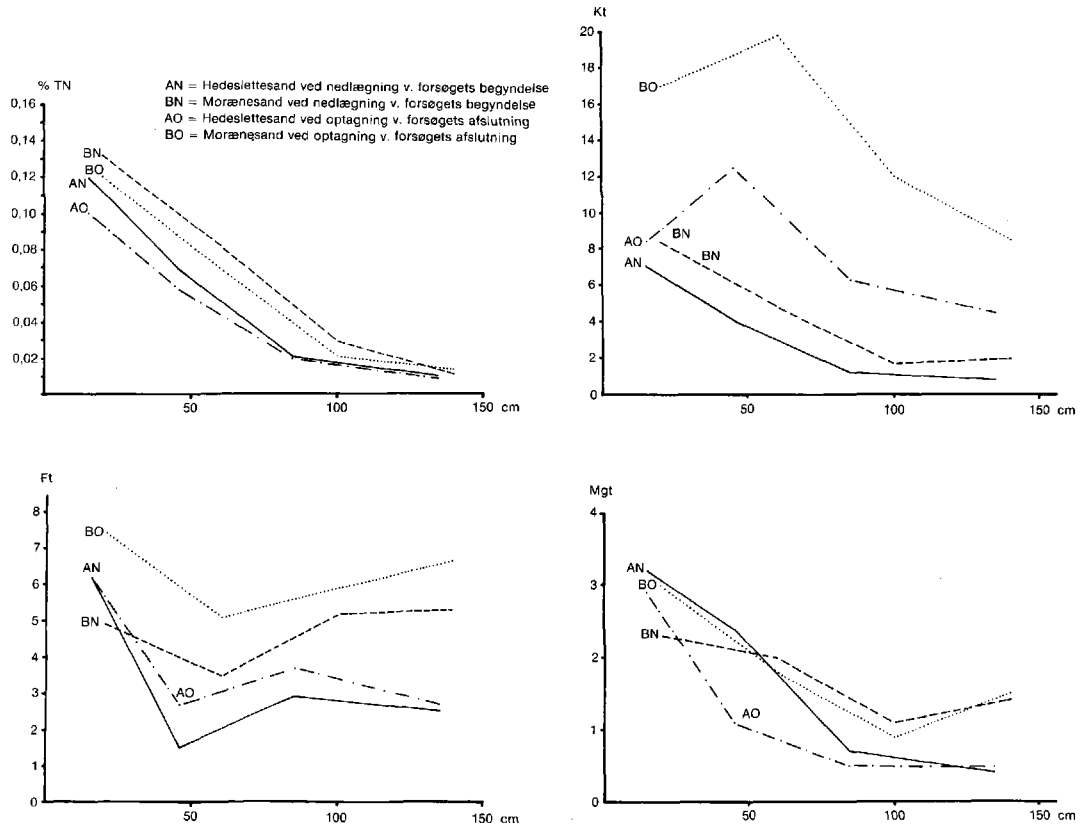 % TN
AN = Hedeslettesand ved nedlægning v. forsøgets begyndelse
BN = Morænesand ved nedlægning v. forsøgets begyndelse
AO = Hedeslettesand ved optagning v. forsøgets afslutning
BO = Morænesand ved optagning v. forsøgets afslutning
0,16
0,14
0,12
0,10
0,08
0,06
0,04
0,02
BN
BO
AN
AO
50
100
150 cm
Kt
20
18
16
14
12
10
8
6
4
2
0
BO
AO
BN
BN
AN
50
100
150 cm
Ft
8
7
6
5
4
3
2
1
0
BO
AN
BN
AO
50
100
150 cm
Mgt
4
3
2
1
0
AN
BO
BN
AO
50
100
150 cm